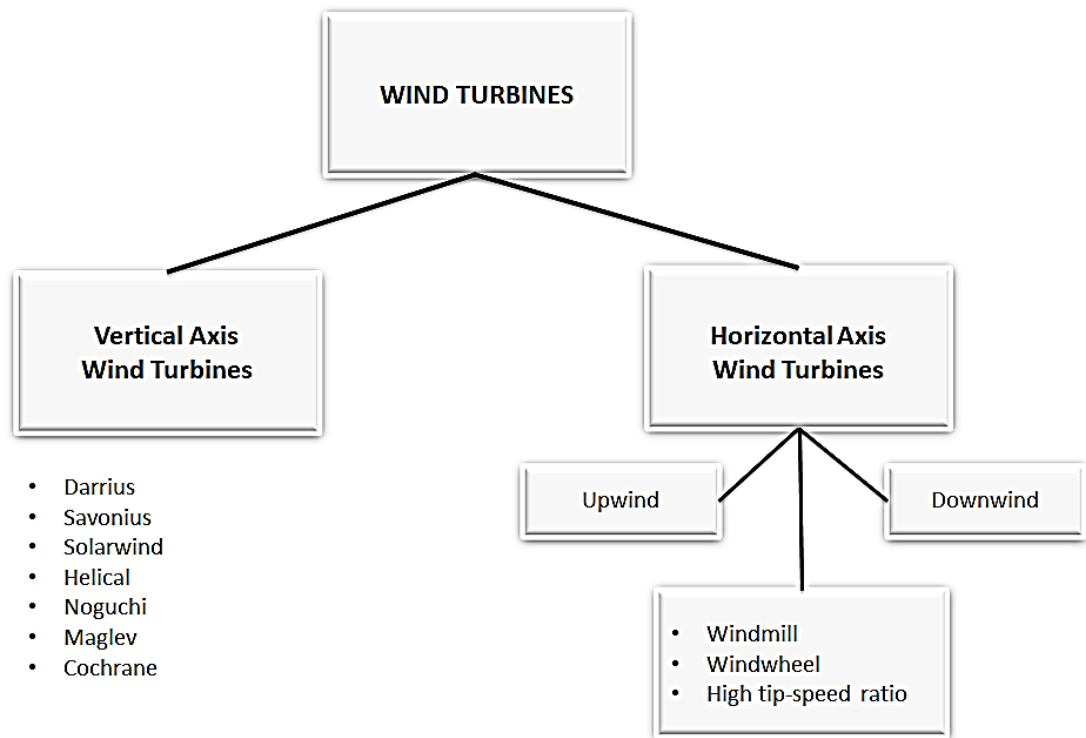 WIND TURBINES
Vertical Axis
Wind Turbines
• Darrius
• Savonius
• Solarwind
• Helical
• Noguchi
• Maglev
• Cochrane
Horizontal Axis
Wind Turbines
Upwind
Downwind
• Windmill
• Windwheel
• High tip-speed ratio